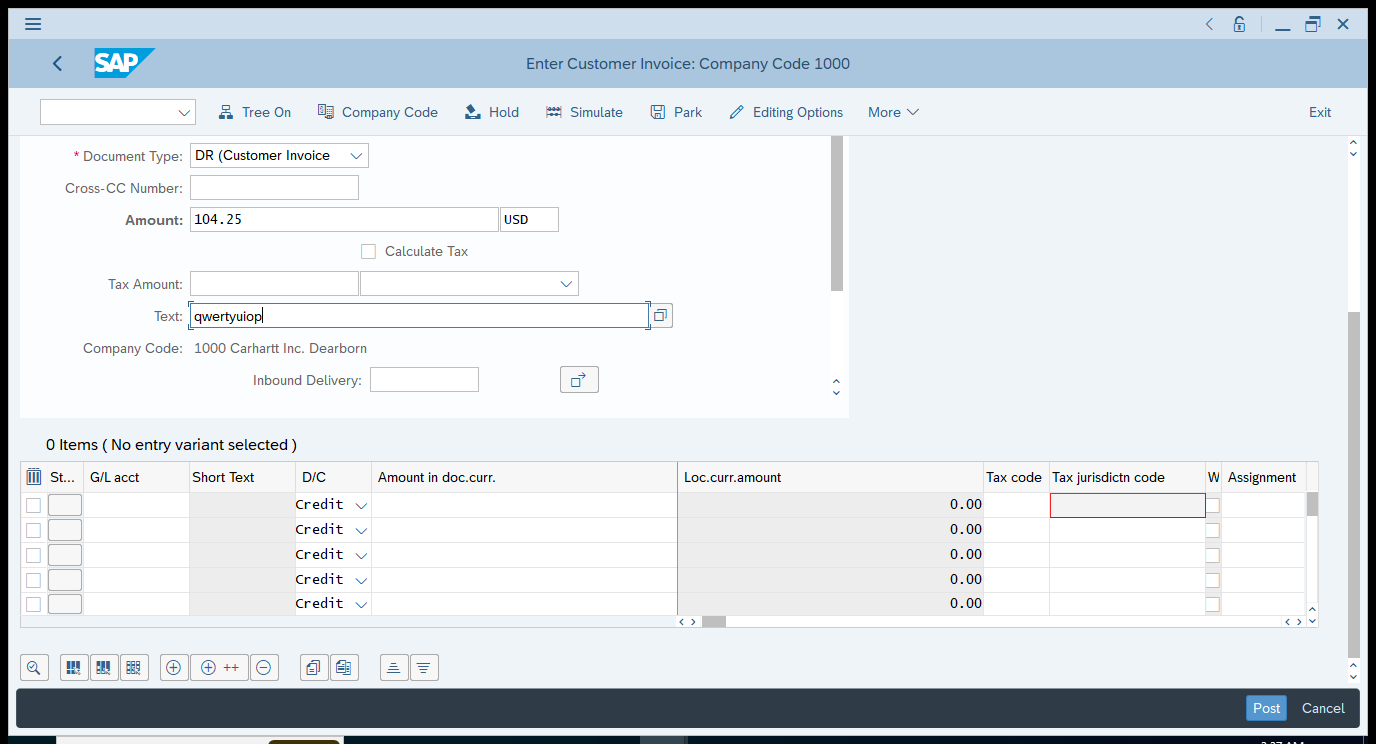 SAP
Enter Customer Invoice: Company Code 1000
Tree On Company Code Hold Simulate Park Editing Options More Exit
* Document Type: DR (Customer Invoice
Cross-CC Number:
Amount: 104.25 USD
Calculate Tax
Tax Amount:
Text: qwertyuiop
Company Code: 1000 Carhartt Inc. Dearborn
Inbound Delivery:
0 Items ( No entry variant selected )
St... G/L acct Short Text D/C Amount in doc.curr. Loc.curr.amount Tax code Tax jurisdictn code W Assignment
Credit 0.00
Credit 0.00
Credit 0.00
Credit 0.00
Credit 0.00
++
Post Cancel